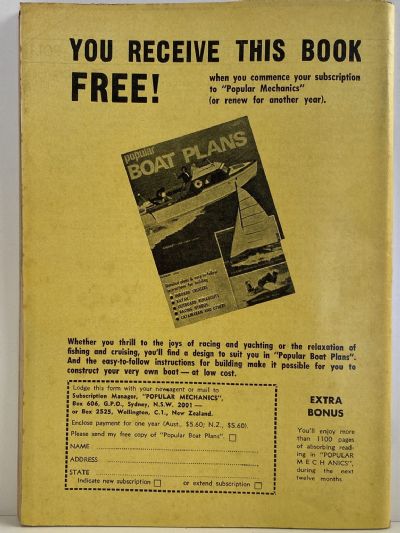 YOU RECEIVE THIS BOOK
FREE!
when you commence your subscription
to "Popular Mechanics"
(or renew for another year).
popular
BOAT PLANS
Whether you thrill to the joys of racing and yachting or the relaxation of
fishing and cruising, you'll find a design to suit you in "Popular Boat Plans".
And the easy-to-follow instructions for building make it possible for you to
construct your very own boat — at low cost.
Lodge this form with your newsagent or mail to
Subscription Manager, "POPULAR MECHANICS",
Box 606, G.P.O., Sydney, N.S.W. 2001 —
or Box 2525, Wellington, C.1., New Zealand.
Enclose payment for one year (Aust., $5.60; N.Z., $5.60).
Please send my free copy of "Popular Boat Plans".
NAME
ADDRESS
STATE
Indicate new subscription or extend subscription
EXTRA
BONUS
You'll enjoy more
than 1100 pages
of absorbing read-
ing in "POPULAR
MECHANICS",
during the next
twelve months